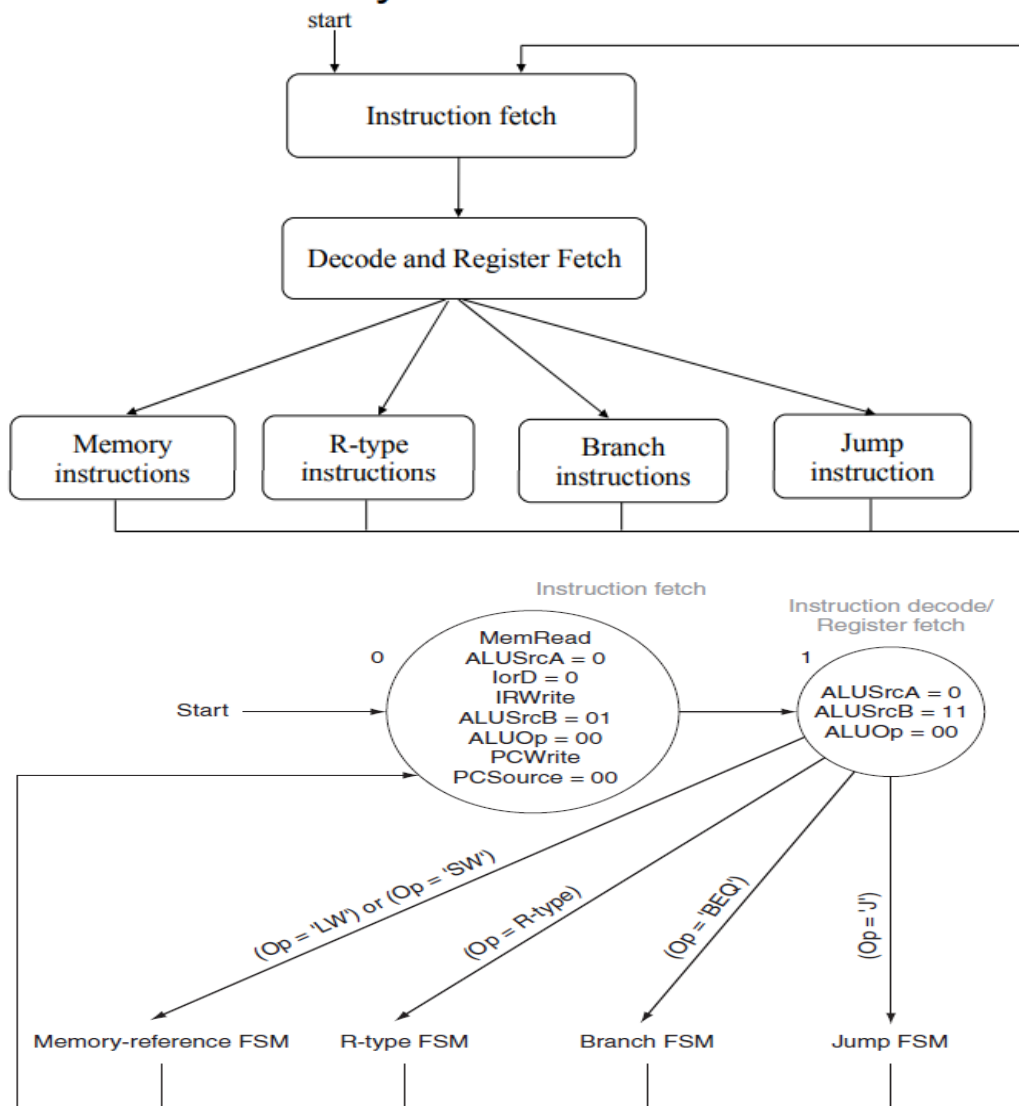 y
start
Instruction fetch
Decode and Register Fetch
Memory
instructions
R-type
instructions
Branch
instructions
Jump
instruction
Instruction fetch
Instruction decode/
Register fetch
0
MemRead
ALUSrcA = 0
IorD = 0
IRWrite
ALUSrcB = 01
ALUOp = 00
PCWrite
PCSource = 00
1
ALUSrcA = 0
ALUSrcB = 11
ALUOp = 00
Start
(Op = 'LW') or (Op = 'SW')
(Op = R-type)
(Op = 'BEQ')
(Op = 'J')
Memory-reference FSM
R-type FSM
Branch FSM
Jump FSM